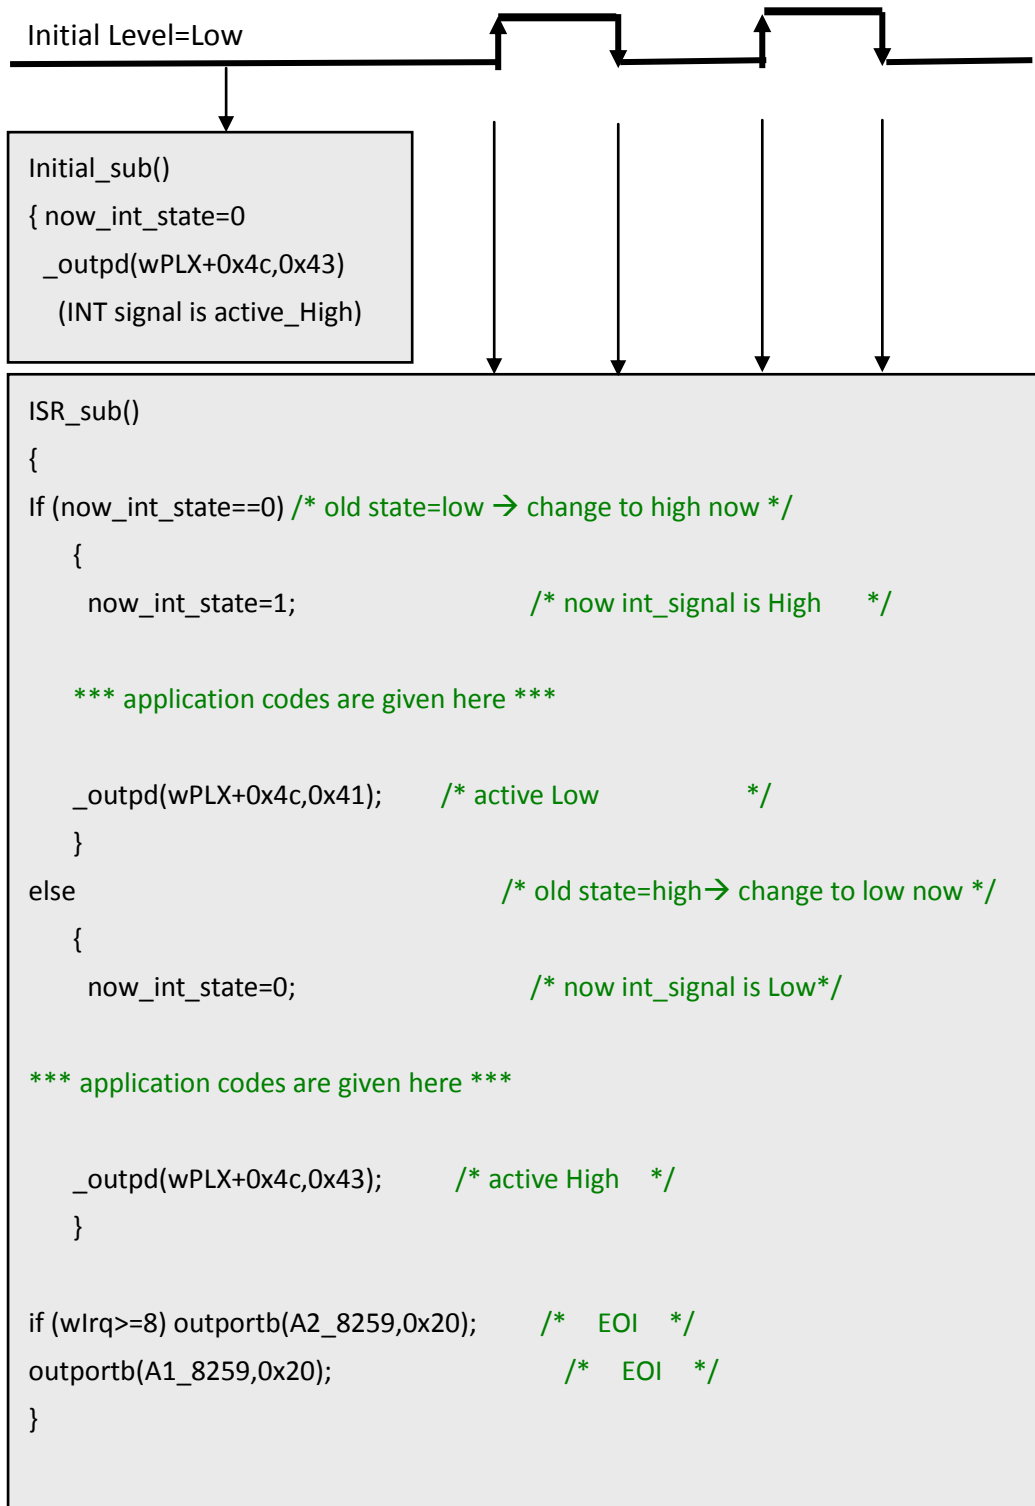 Initial Level=Low
Initial_sub()
{ now_int_state=0
_outpd(wPLX+0x4c,0x43)
(INT signal is active_High)
ISR_sub()
{
If (now_int_state==0) /* old state=low → change to high now */
{
now_int_state=1; /* now int_signal is High */
*** application codes are given here ***
_outpd(wPLX+0x4c,0x41); /* active Low */
}
else /* old state=high→ change to low now */
{
now_int_state=0; /* now int_signal is Low*/
*** application codes are given here ***
_outpd(wPLX+0x4c,0x43); /* active High */
}
if (wIrq>=8) outportb(A2_8259,0x20); /* EOI */
outportb(A1_8259,0x20); /* EOI */
}